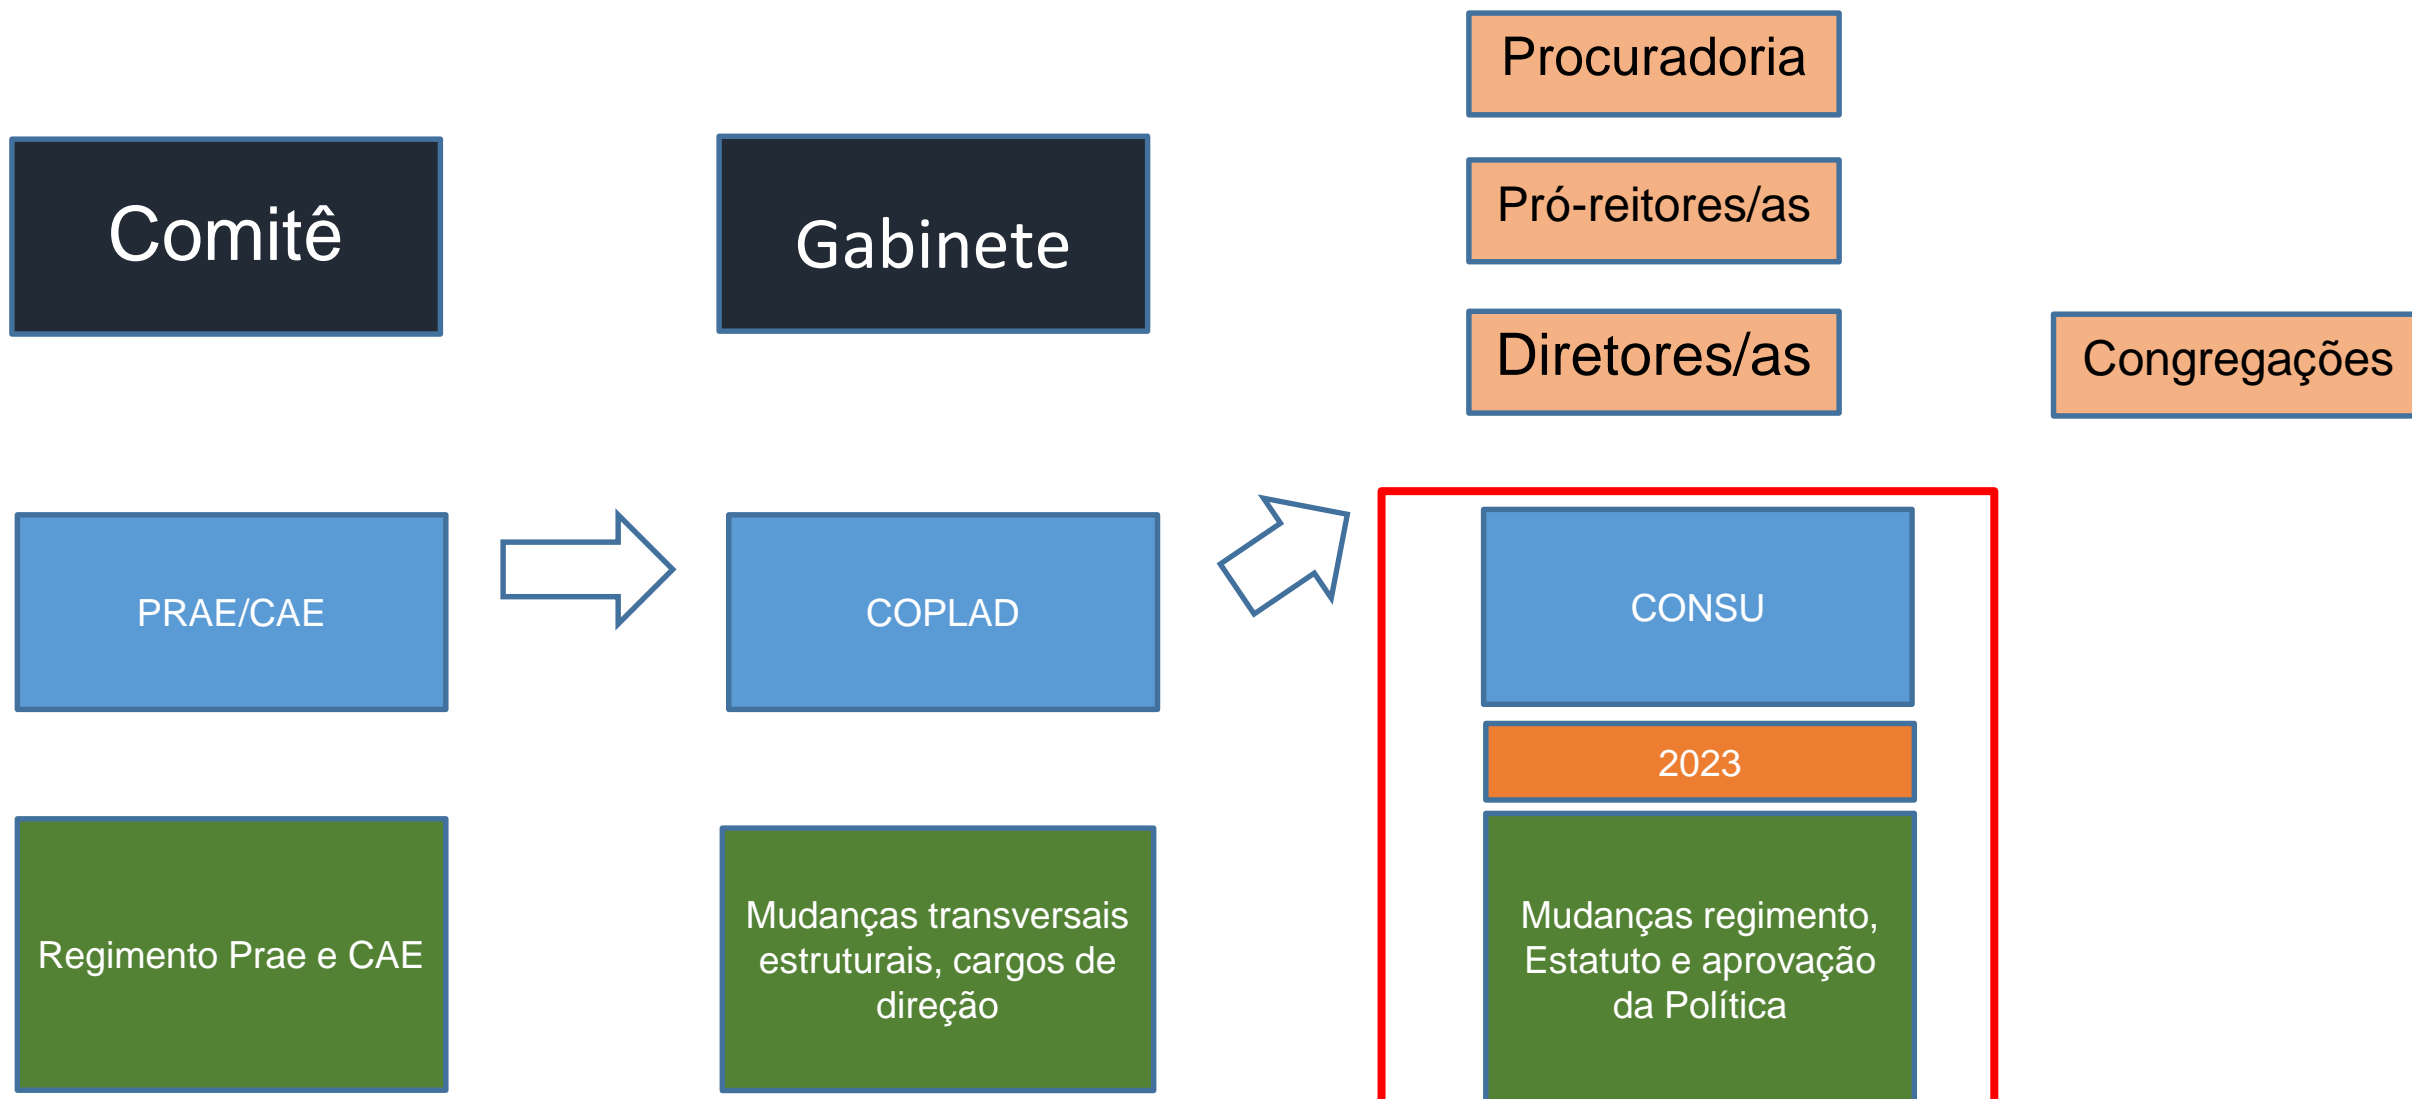 Procuradoria
Comitê
Gabinete
Pró-reitores/as
Diretores/as
Congregações
PRAE/CAE
COPLAD
CONSU
2023
Regimento Prae e CAE
Mudanças transversais
estruturais, cargos de
direção
Mudanças regimento,
Estatuto e aprovação
da Política